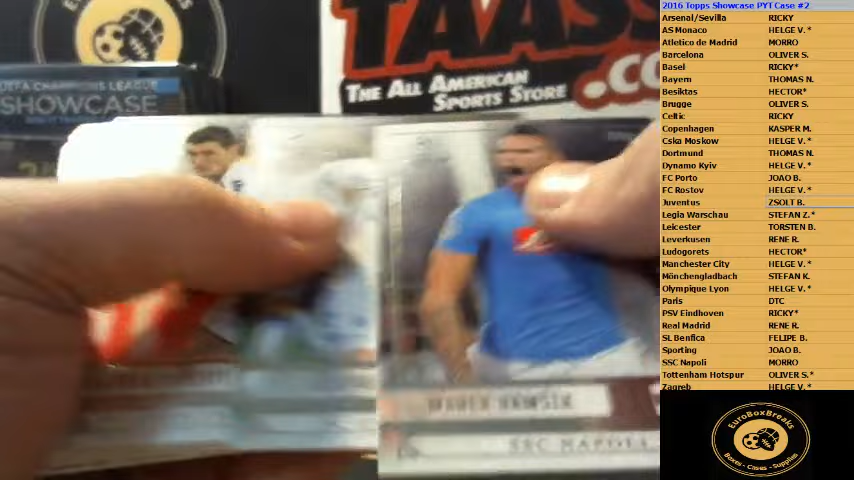 TAAS
THE ALL AMERICAN
SPORTS STORE
.CO
UEFA CHAMPIONS LEAGUE
SHOWCASE
MAREK HAMSIK
SSC NAPOLI
2016 Topps Showcase PYT Case #2
Arsenal/Sevilla RICKY
AS Monaco HELGE V. *
Atletico de Madrid MORRO
Barcelona OLIVER S.
Basel RICKY*
Bayern THOMAS N.
Besiktas HECTOR*
Brugge OLIVER S.
Celtic RICKY
Copenhagen KASPER M.
Cska Moskow HELGE V. *
Dortmund THOMAS N.
Dynamo Kyiv HELGE V. *
FC Porto JOAO B.
FC Rostov HELGE V. *
Juventus ZSOLT B.
Legia Warschau STEFAN Z.*
Leicester TORSTEN B.
Leverkusen RENE R.
Ludogorets HECTOR*
Manchester City HELGE V. *
Mönchengladbach STEFAN K.
Olympique Lyon HELGE V. *
Paris DTC
PSV Eindhoven RICKY*
Real Madrid RENE R.
SL Benfica FELIPE B.
Sporting JOAO B.
SSC Napoli MORRO
Tottenham Hotspur OLIVER S.*
Zagreb HELGE V. *
EuroBoxBreaks
Boxes - Cases - Supplies